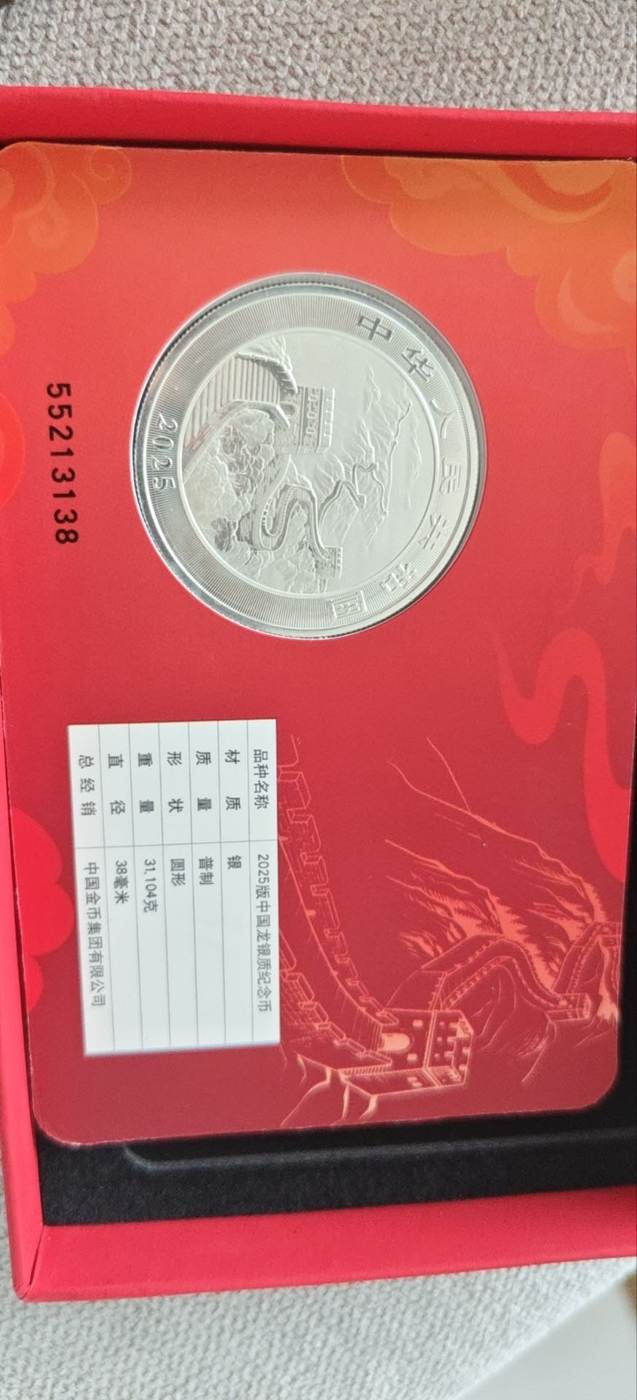 中华人民共和国
2025
55213138
品种名称 2025版中国龙银质纪念币
材 质 银
质 量 普制
形 状 圆形
重 量 31.104克
直 径 38毫米
总 经 销 中国金币集团有限公司